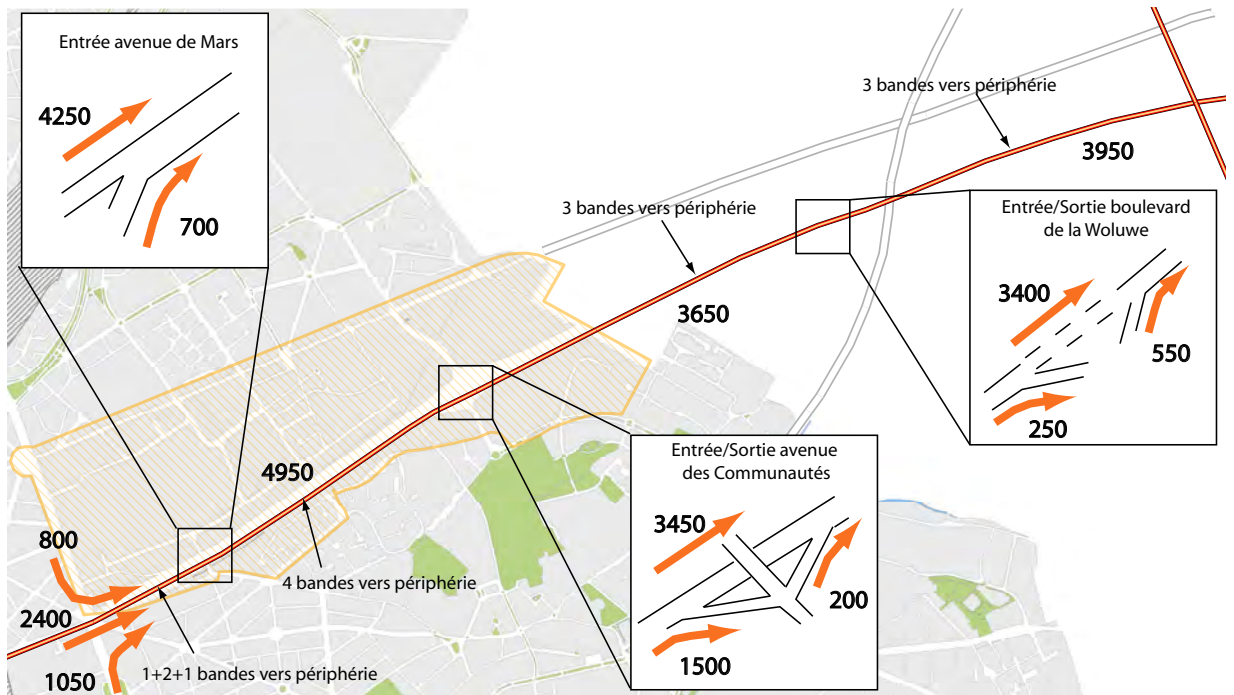 Entrée avenue de Mars
4250
700
3 bandes vers périphérie
3950
3 bandes vers périphérie
3650
Entrée/Sortie boulevard
de la Woluwe
3400
550
250
4950
Entrée/Sortie avenue
des Communautés
3450
200
1500
800
4 bandes vers périphérie
2400
1+2+1 bandes vers périphérie
1050